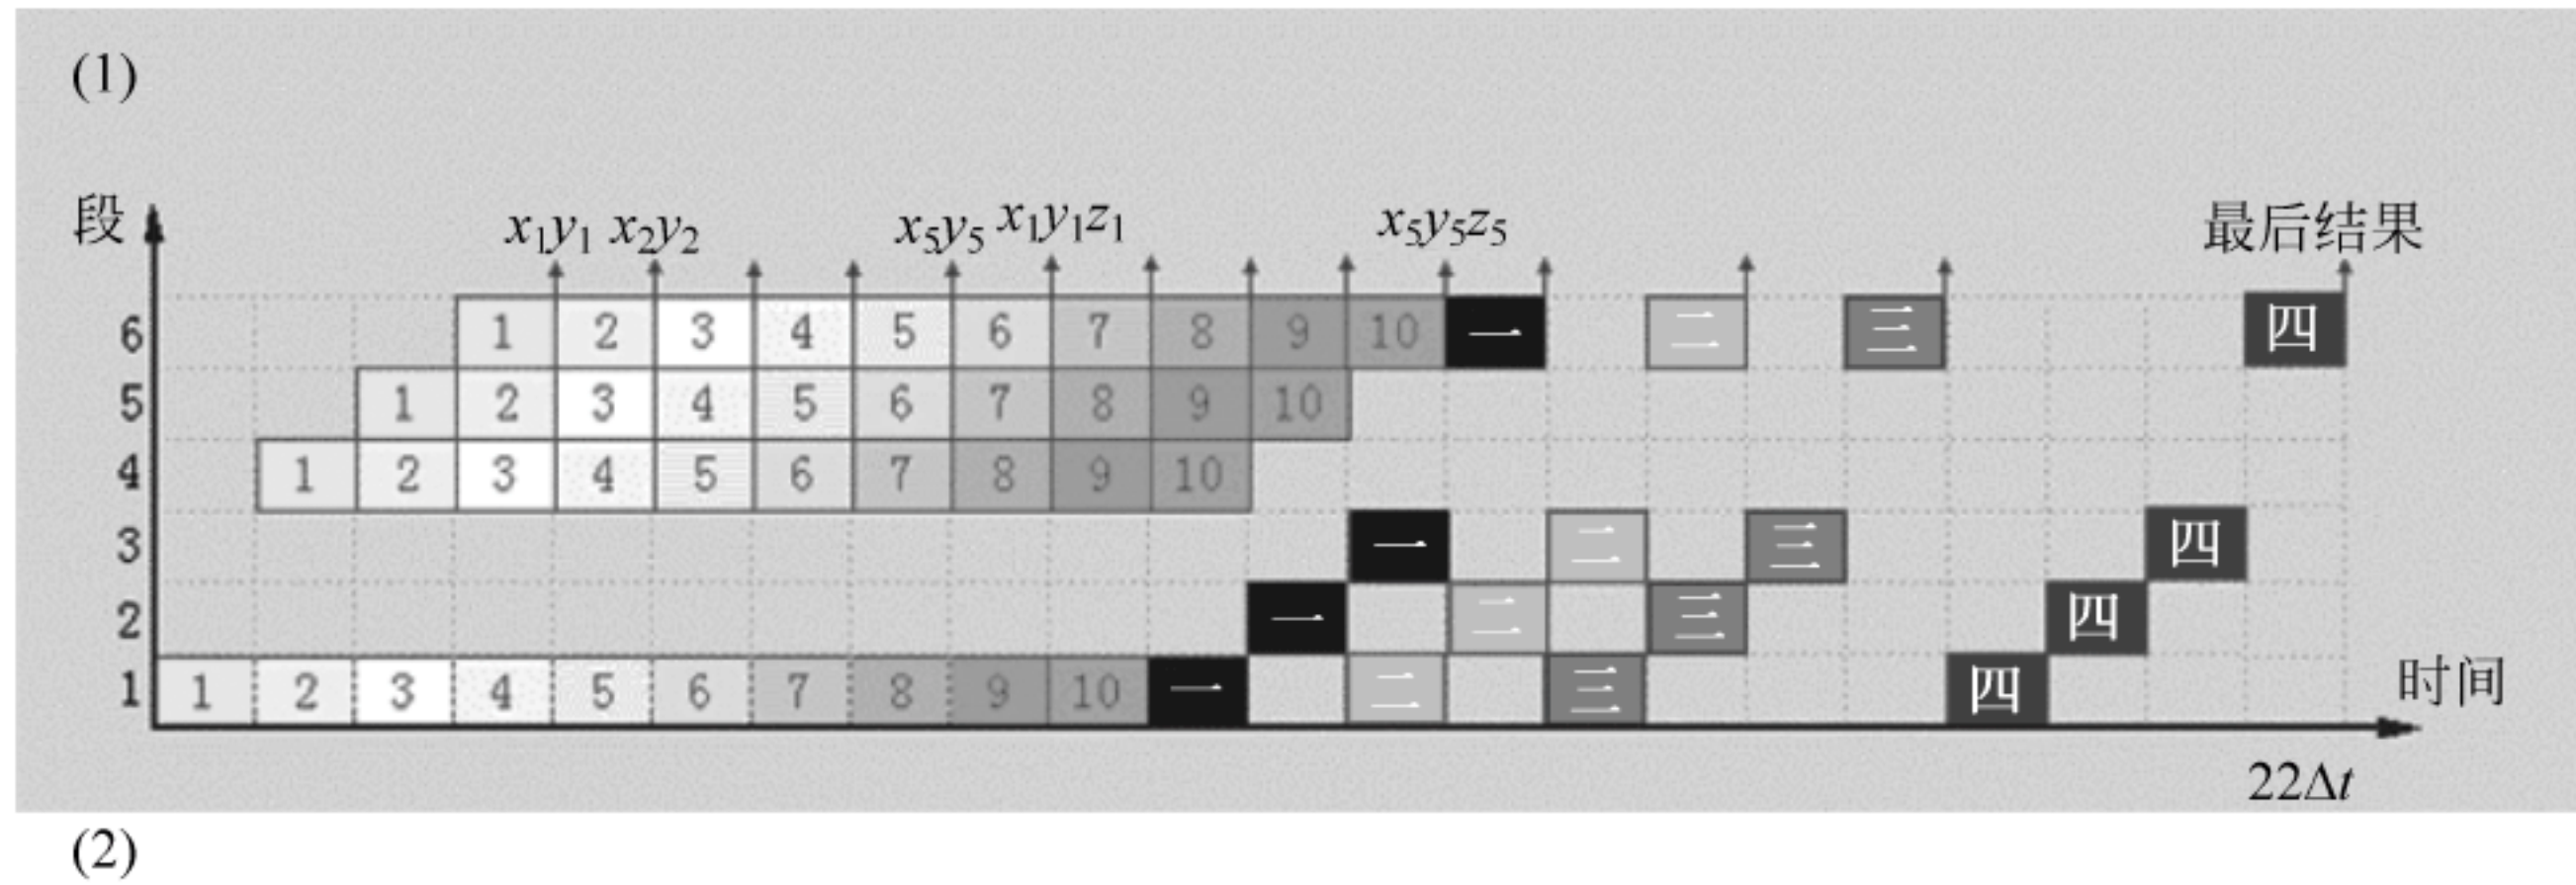 (1)
段
x₁y₁ x₂y₂ x₅y₅ x₁y₁z₁ x₅y₅z₅ 最后结果
6 1 2 3 4 5 6 7 8 9 10 一 二 三 四
5 1 2 3 4 5 6 7 8 9 10
4 1 2 3 4 5 6 7 8 9 10
3 一 二 三 四
2 一 二 三 四
1 1 2 3 4 5 6 7 8 9 10 一 二 三 四 时间
22Δt
(2)